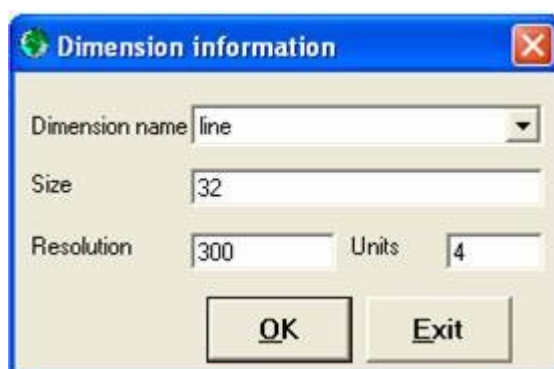 Dimension information
Dimension name line
Size 32
Resolution 300 Units 4
OK Exit